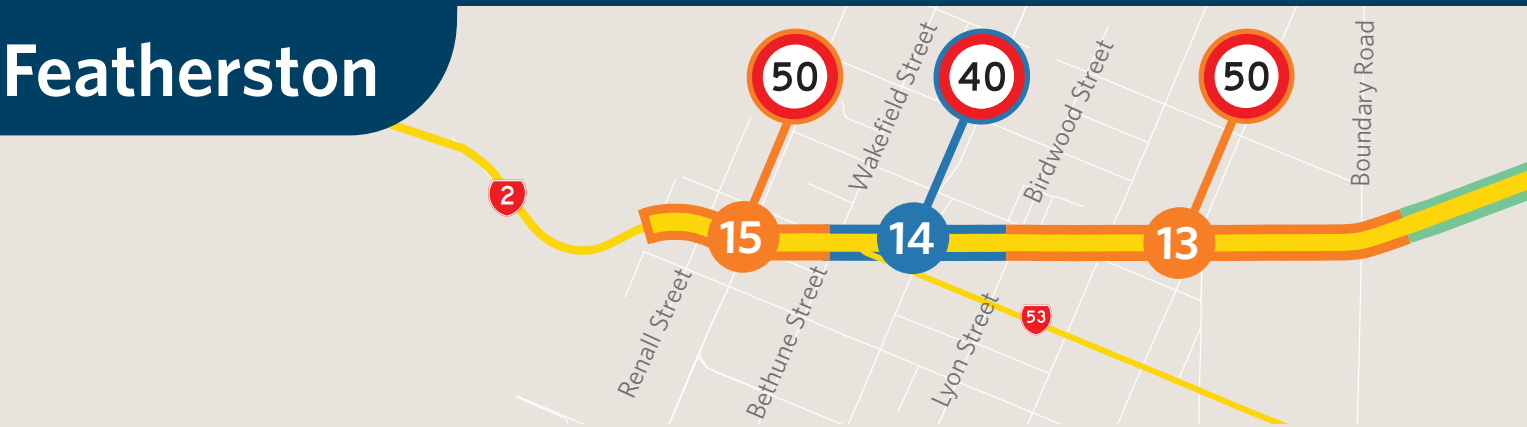 Featherston
50
40
50
Wakefield Street
Birdwood Street
Boundary Road
2
15
14
13
53
Renall Street
Bethune Street
Lyon Street